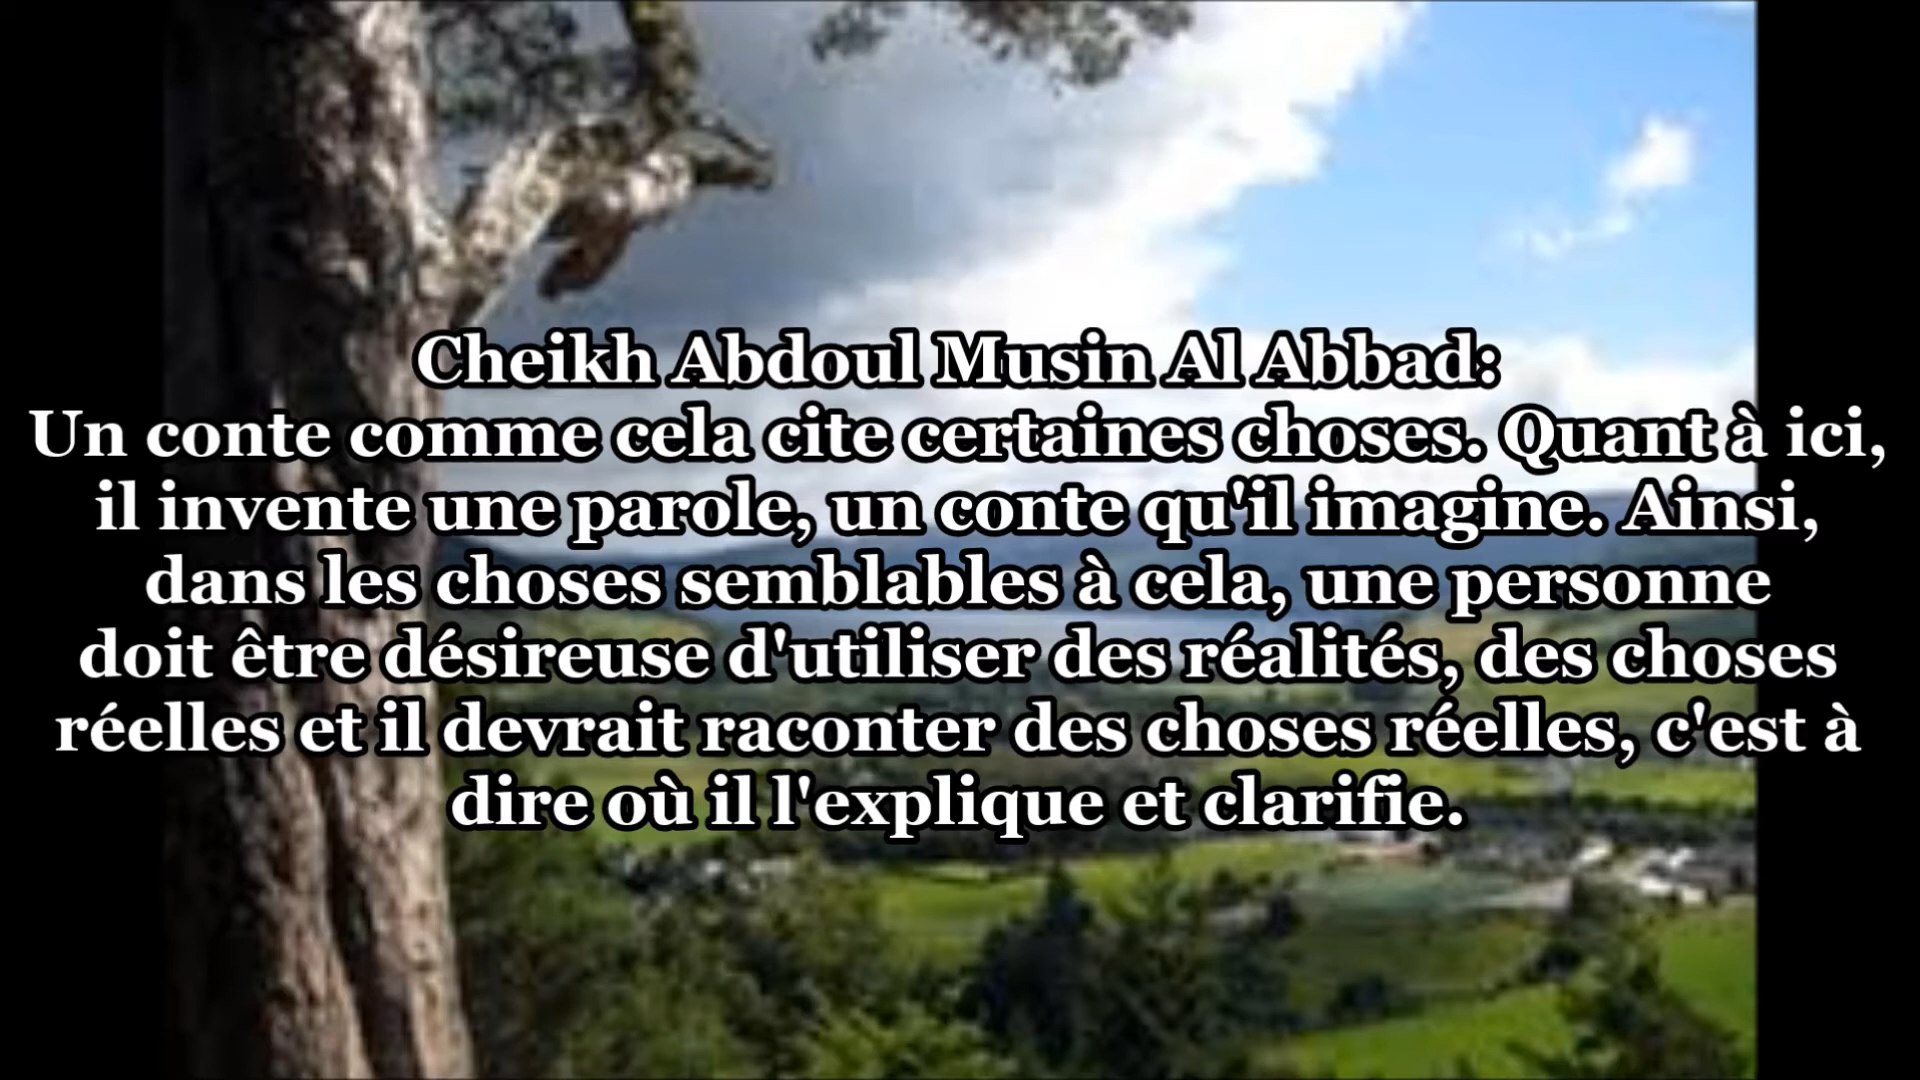 Cheikh Abdoul Musin Al Abbad:
Un conte comme cela cite certaines choses. Quant à ici,
il invente une parole, un conte qu'il imagine. Ainsi,
dans les choses semblables à cela, une personne
doit être désireuse d'utiliser des réalités, des choses
réelles et il devrait raconter des choses réelles, c'est à
dire où il l'explique et clarifie.